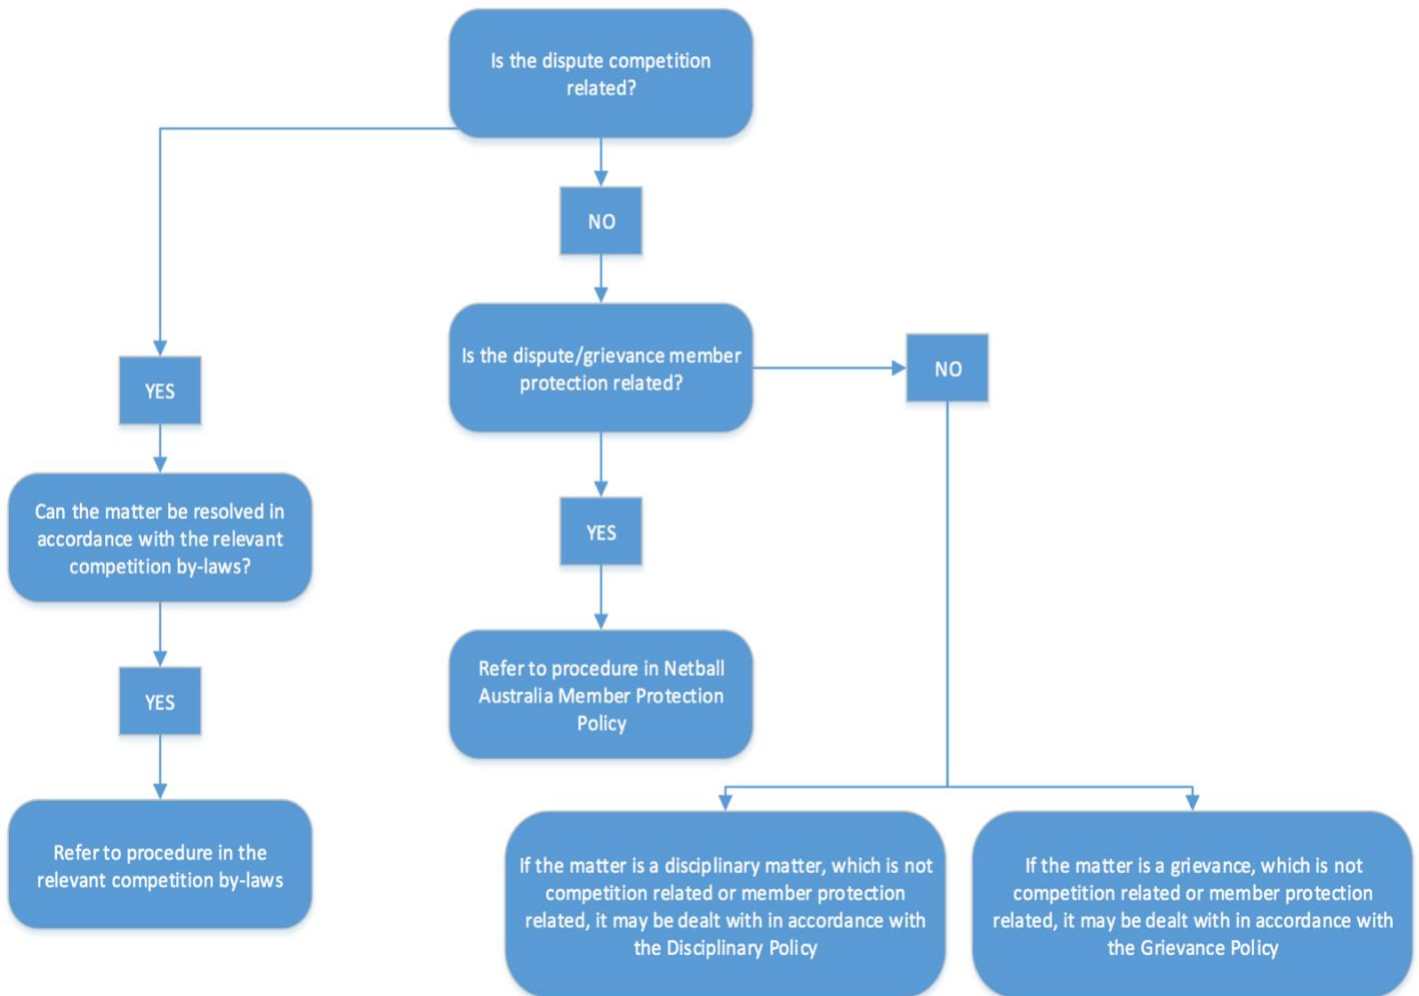 Is the dispute competition
related?
NO
Is the dispute/grievance member
protection related?
NO
YES
Can the matter be resolved in
accordance with the relevant
competition by-laws?
YES
YES
Refer to procedure in Netball
Australia Member Protection
Policy
Refer to procedure in the
relevant competition by-laws
If the matter is a disciplinary matter, which is not
competition related or member protection
related, it may be dealt with in accordance with
the Disciplinary Policy
If the matter is a grievance, which is not
competition related or member protection
related, it may be dealt with in accordance with
the Grievance Policy